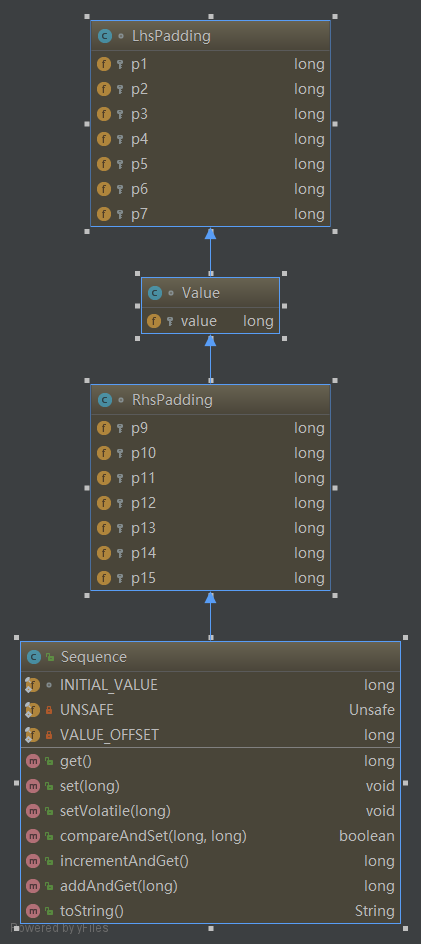 LhsPadding
p1 long
p2 long
p3 long
p4 long
p5 long
p6 long
p7 long
Value
value long
RhsPadding
p9 long
p10 long
p11 long
p12 long
p13 long
p14 long
p15 long
Sequence
INITIAL_VALUE long
UNSAFE Unsafe
VALUE_OFFSET long
get() long
set(long) void
setVolatile(long) void
compareAndSet(long, long) boolean
incrementAndGet() long
addAndGet(long) long
toString() String
Powered by yFiles